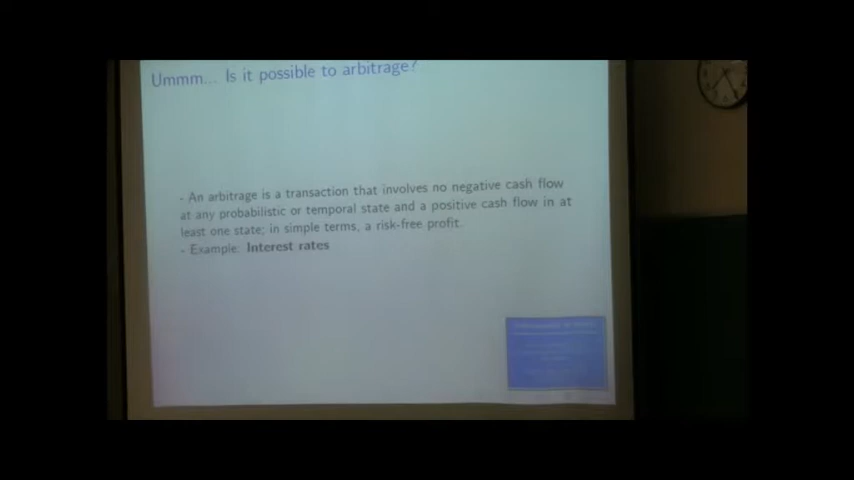 Ummm... Is it possible to arbitrage?
- An arbitrage is a transaction that involves no negative cash flow
at any probabilistic or temporal state and a positive cash flow in at
least one state; in simple terms, a risk-free profit.
- Example: Interest rates